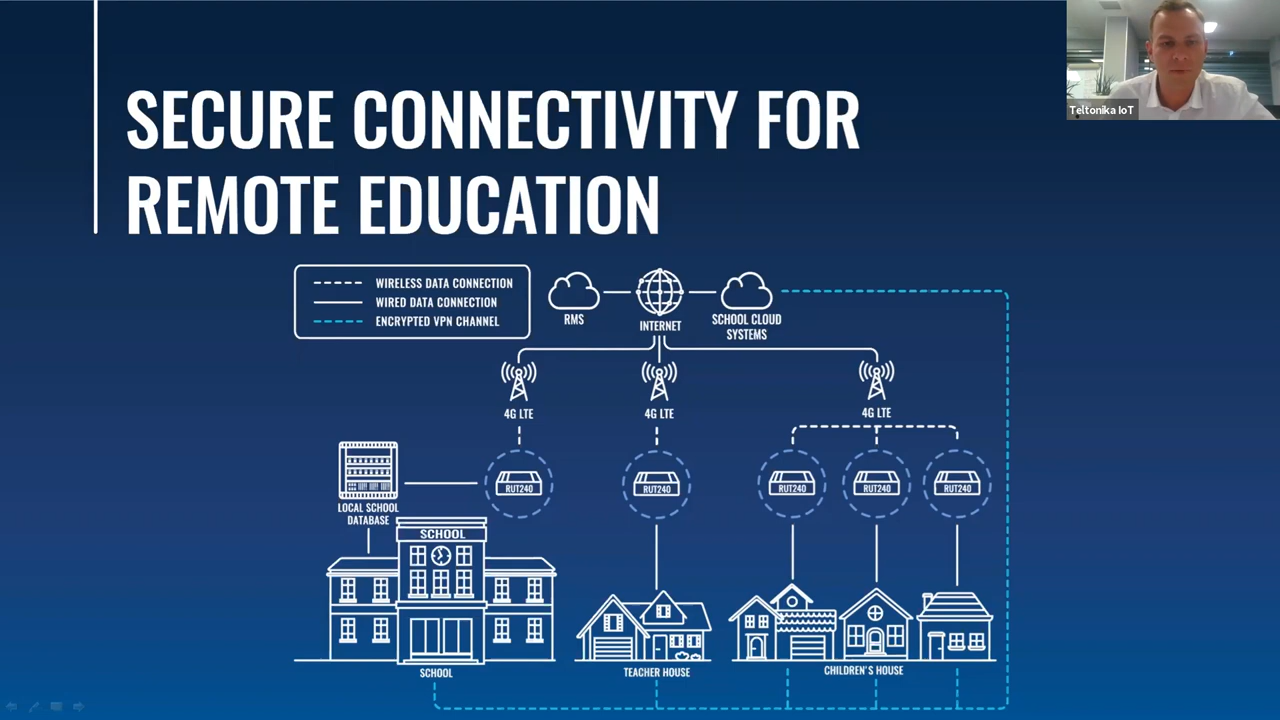 Teltonika IoT
SECURE CONNECTIVITY FOR
REMOTE EDUCATION
WIRELESS DATA CONNECTION
WIRED DATA CONNECTION
ENCRYPTED VPN CHANNEL
RMS
INTERNET
SCHOOL CLOUD
SYSTEMS
4G LTE
4G LTE
4G LTE
RUT240
RUT240
RUT240
RUT240
RUT240
LOCAL SCHOOL
DATABASE
SCHOOL
SCHOOL
TEACHER HOUSE
CHILDREN'S HOUSE